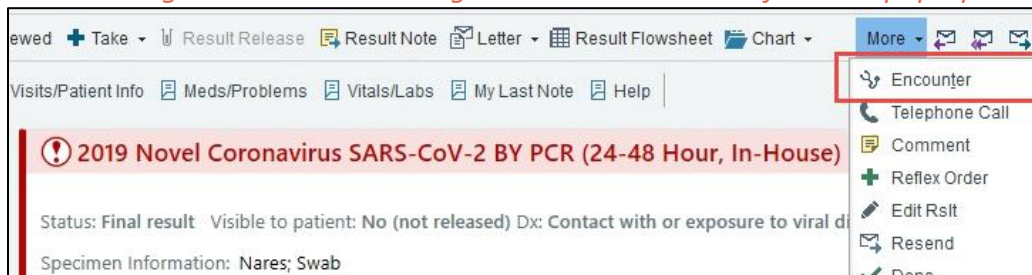 ewed Take Result Release Result Note Letter Result Flowsheet Chart More
Visits/Patient Info Meds/Problems Vitals/Labs My Last Note Help
Encounter
Telephone Call
Comment
Reflex Order
Edit Rslt
Resend
Done
2019 Novel Coronavirus SARS-CoV-2 BY PCR (24-48 Hour, In-House)
Status: Final result Visible to patient: No (not released) Dx: Contact with or exposure to viral di
Specimen Information: Nares; Swab